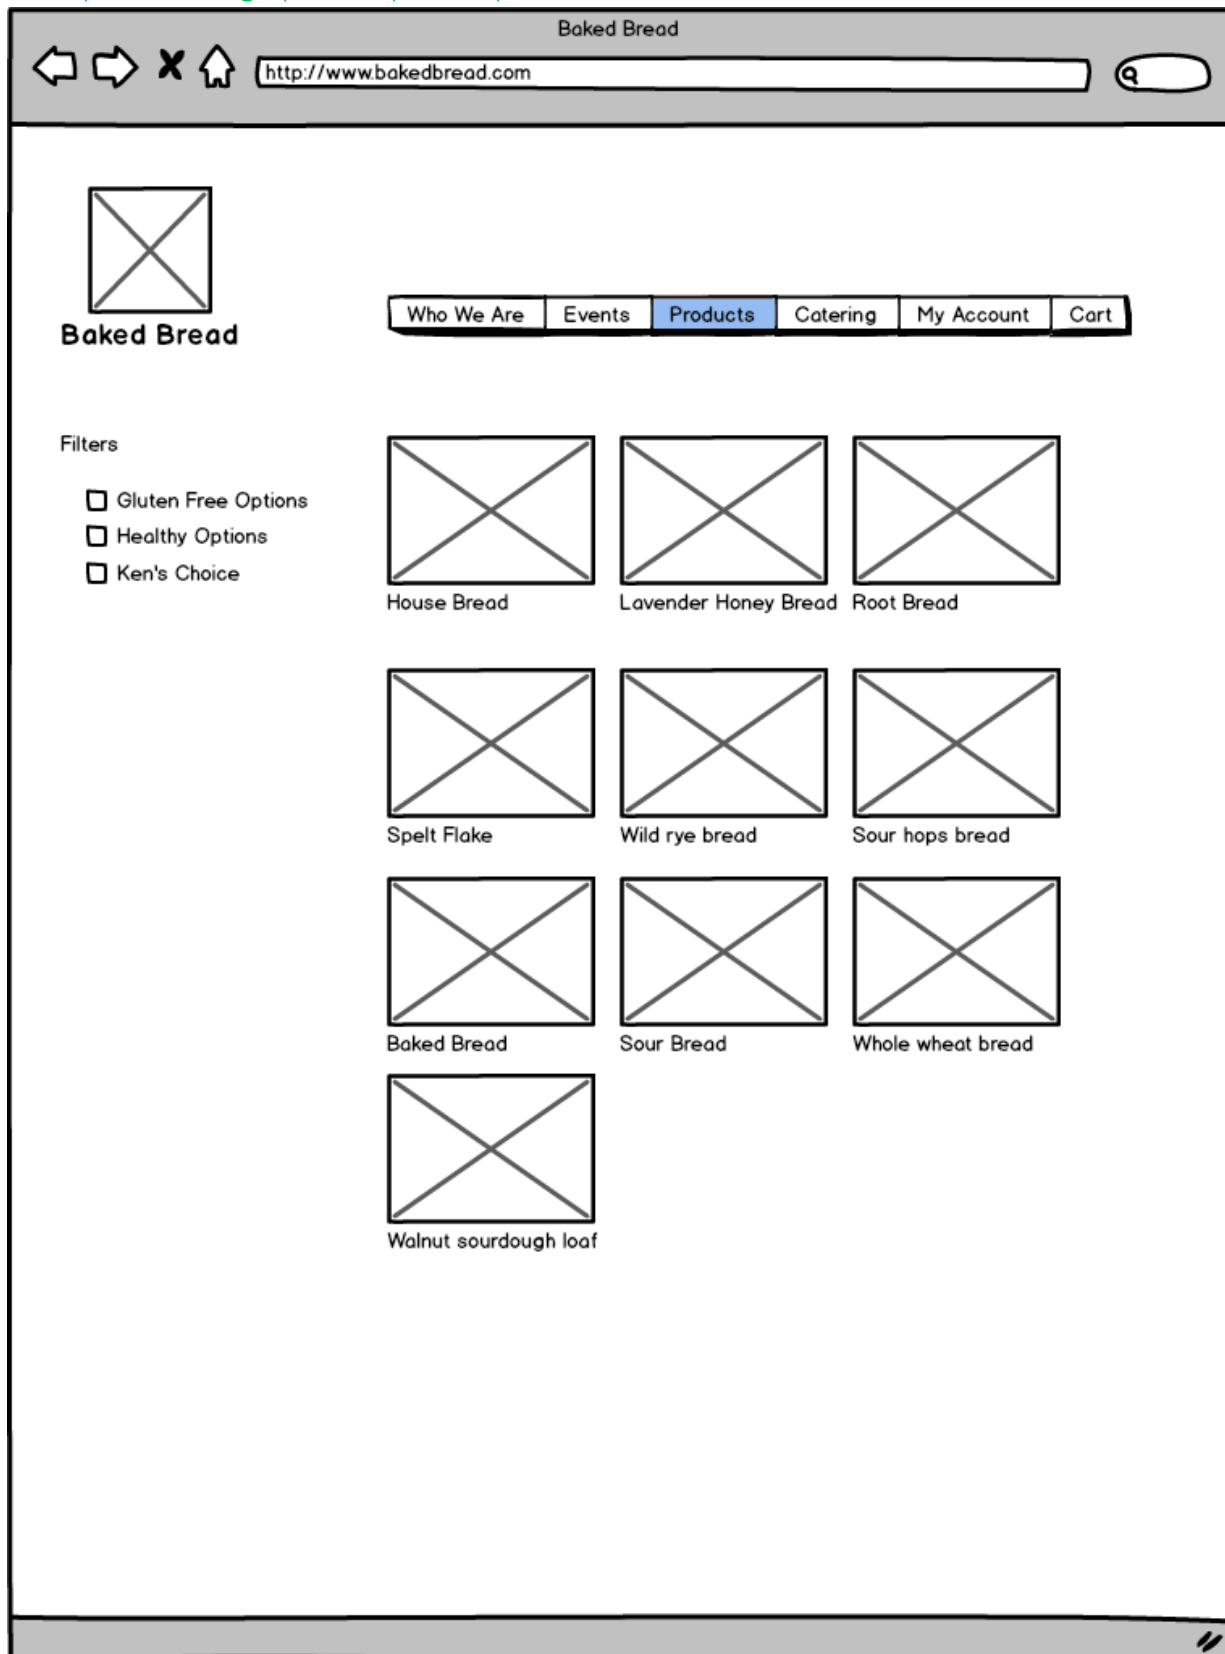 Baked Bread
http://www.bakedbread.com
Baked Bread
Who We Are Events Products Catering My Account Cart
Filters
Gluten Free Options
Healthy Options
Ken's Choice
House Bread Lavender Honey Bread Root Bread
Spelt Flake Wild rye bread Sour hops bread
Baked Bread Sour Bread Whole wheat bread
Walnut sourdough loaf